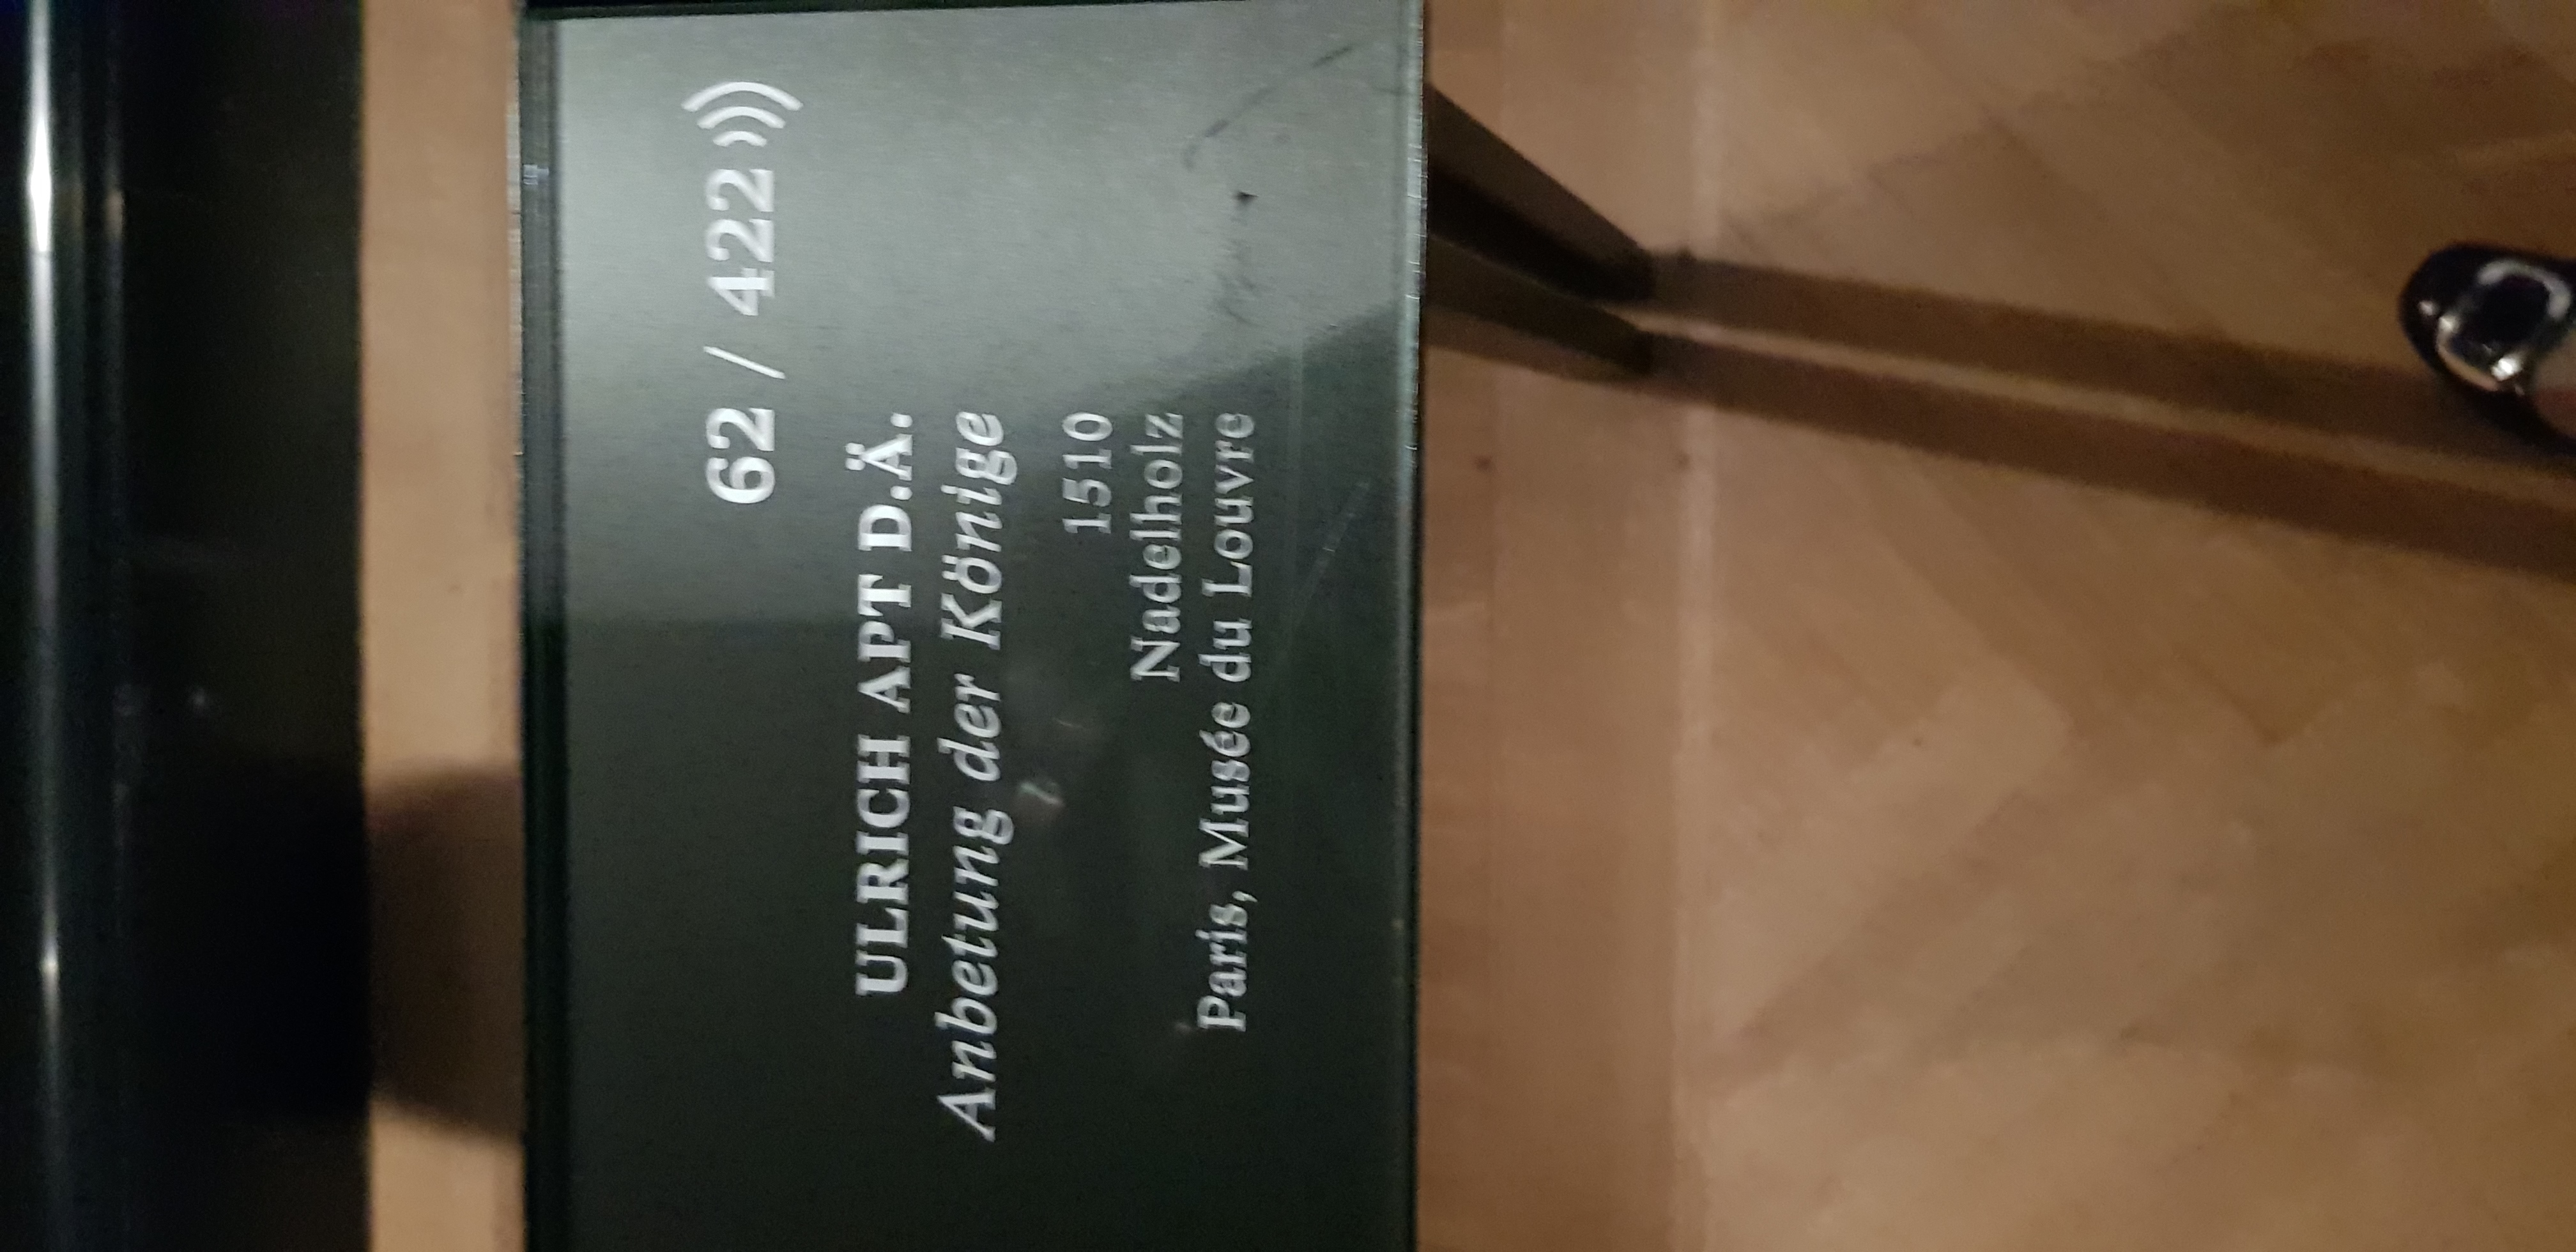 62 / 422
ULRICH APT D.Ä.
Anbetung der Könige
1510
Nadelholz
Paris, Musée du Louvre